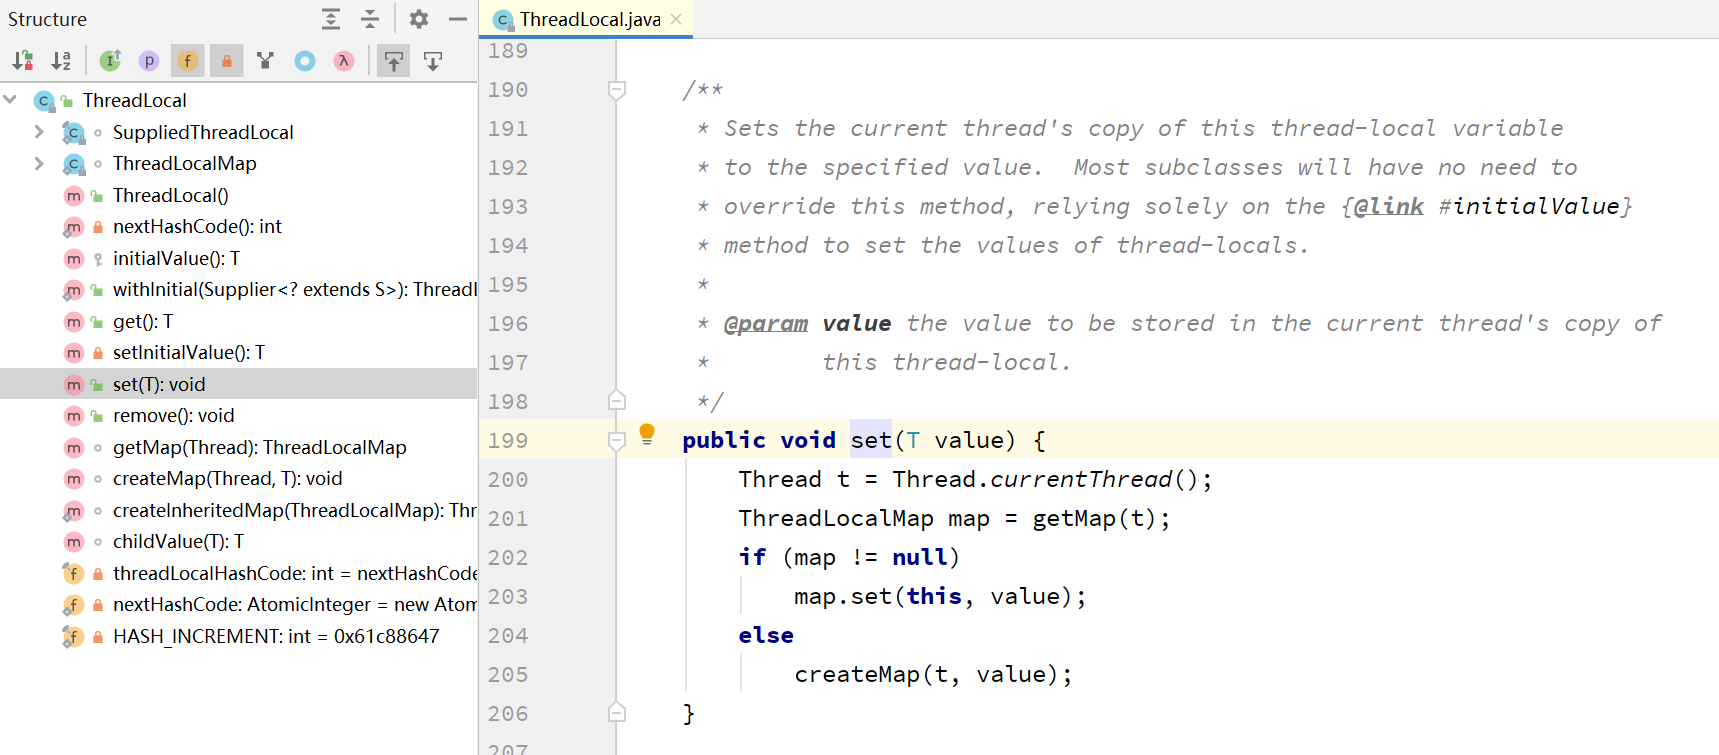 Structure
ThreadLocal
SuppliedThreadLocal
ThreadLocalMap
ThreadLocal()
nextHashCode(): int
initialValue(): T
withInitial(Supplier<? extends S>): ThreadL
get(): T
setInitialValue(): T
set(T): void
remove(): void
getMap(Thread): ThreadLocalMap
createMap(Thread, T): void
createInheritedMap(ThreadLocalMap): Thr
childValue(T): T
threadLocalHashCode: int = nextHashCode
nextHashCode: AtomicInteger = new Atom
HASH_INCREMENT: int = 0x61c88647
ThreadLocal.java
189
190 /**
191 * Sets the current thread's copy of this thread-local variable
192 * to the specified value.  Most subclasses will have no need to
193 * override this method, relying solely on the {@link #initialValue}
194 * method to set the values of thread-locals.
195 *
196 * @param value the value to be stored in the current thread's copy of
197 *        this thread-local.
198 */
199 public void set(T value) {
200 Thread t = Thread.currentThread();
201 ThreadLocalMap map = getMap(t);
202 if (map != null)
203 map.set(this, value);
204 else
205 createMap(t, value);
206 }
207